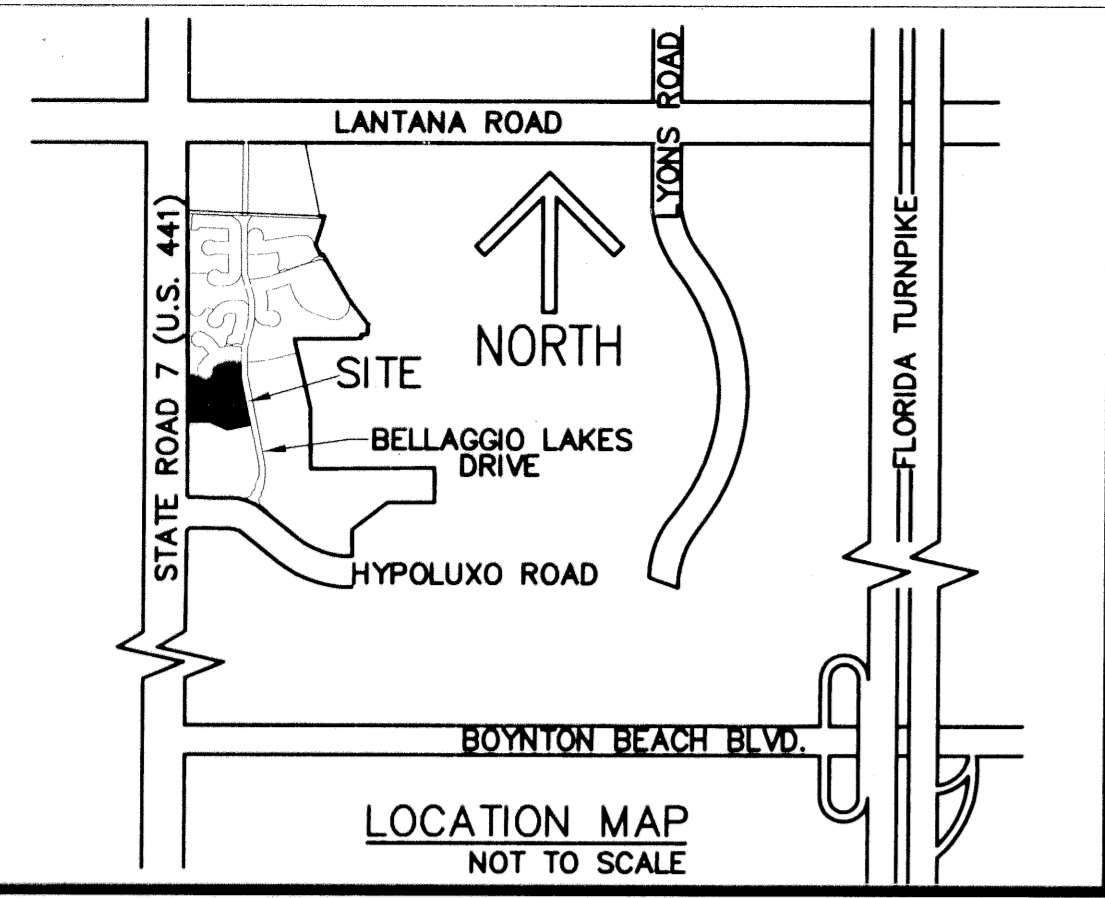 LANTANA ROAD
LYONS ROAD
STATE ROAD 7 (U.S. 441)
FLORIDA TURNPIKE
NORTH
SITE
BELLAGGIO LAKES
DRIVE
HYPOLUXO ROAD
BOYNTON BEACH BLVD.
LOCATION MAP
NOT TO SCALE